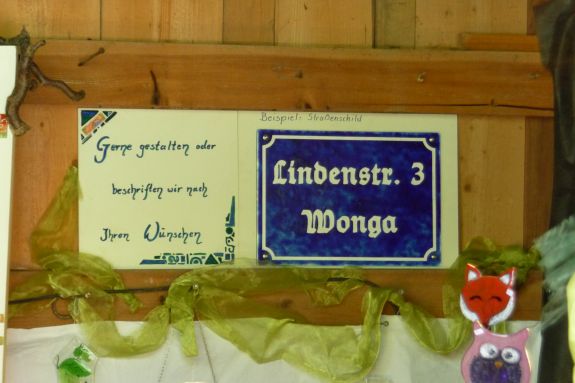 Gerne gestalten oder
beschriften wir nach
Ihren Wünschen
Beispiel: Straßenschild
Lindenstr. 3
Wonga